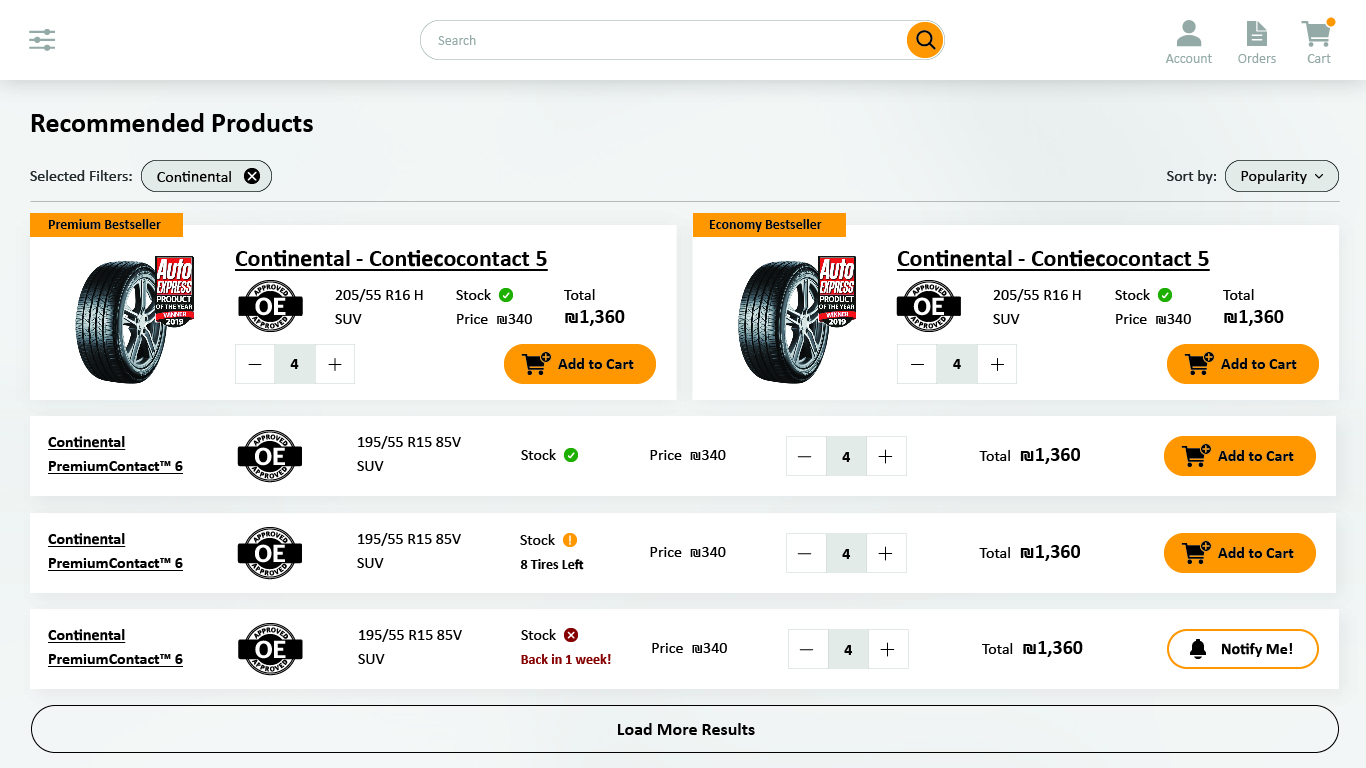 Search
Account
Orders
Cart
Recommended Products
Selected Filters: Continental
Sort by: Popularity
Premium Bestseller
Continental - Contiecocontact 5
Auto
EXPRESS
PRODUCT
OF THE YEAR
WINNER
2019
APPROVED
OE
APPROVED
205/55 R16 H
SUV
Stock
Price ₪340
Total
₪1,360
4
Add to Cart
Economy Bestseller
Continental - Contiecocontact 5
Auto
EXPRESS
PRODUCT
OF THE YEAR
WINNER
2019
APPROVED
OE
APPROVED
205/55 R16 H
SUV
Stock
Price ₪340
Total
₪1,360
4
Add to Cart
Continental
PremiumContact™ 6
APPROVED
OE
APPROVED
195/55 R15 85V
SUV
Stock
Price ₪340
4
Total ₪1,360
Add to Cart
Continental
PremiumContact™ 6
APPROVED
OE
APPROVED
195/55 R15 85V
SUV
Stock
8 Tires Left
Price ₪340
4
Total ₪1,360
Add to Cart
Continental
PremiumContact™ 6
APPROVED
OE
APPROVED
195/55 R15 85V
SUV
Stock
Back in 1 week!
Price ₪340
4
Total ₪1,360
Notify Me!
Load More Results